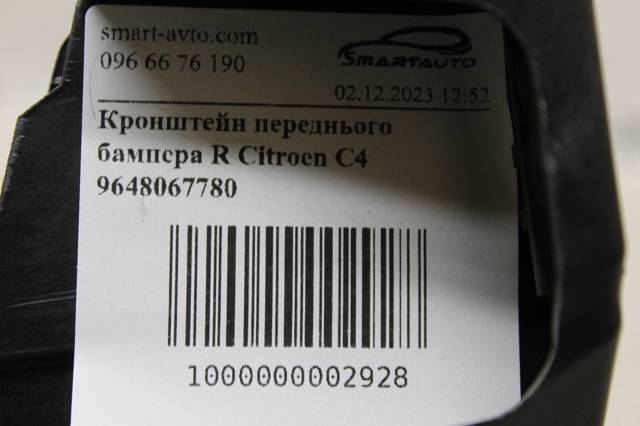 smart-avto.com
096 66 76 190
SMARTAUTO
02.12.2023 12:52
Кронштейн переднього
бампера R Citroen C4
9648067780
1000000002928